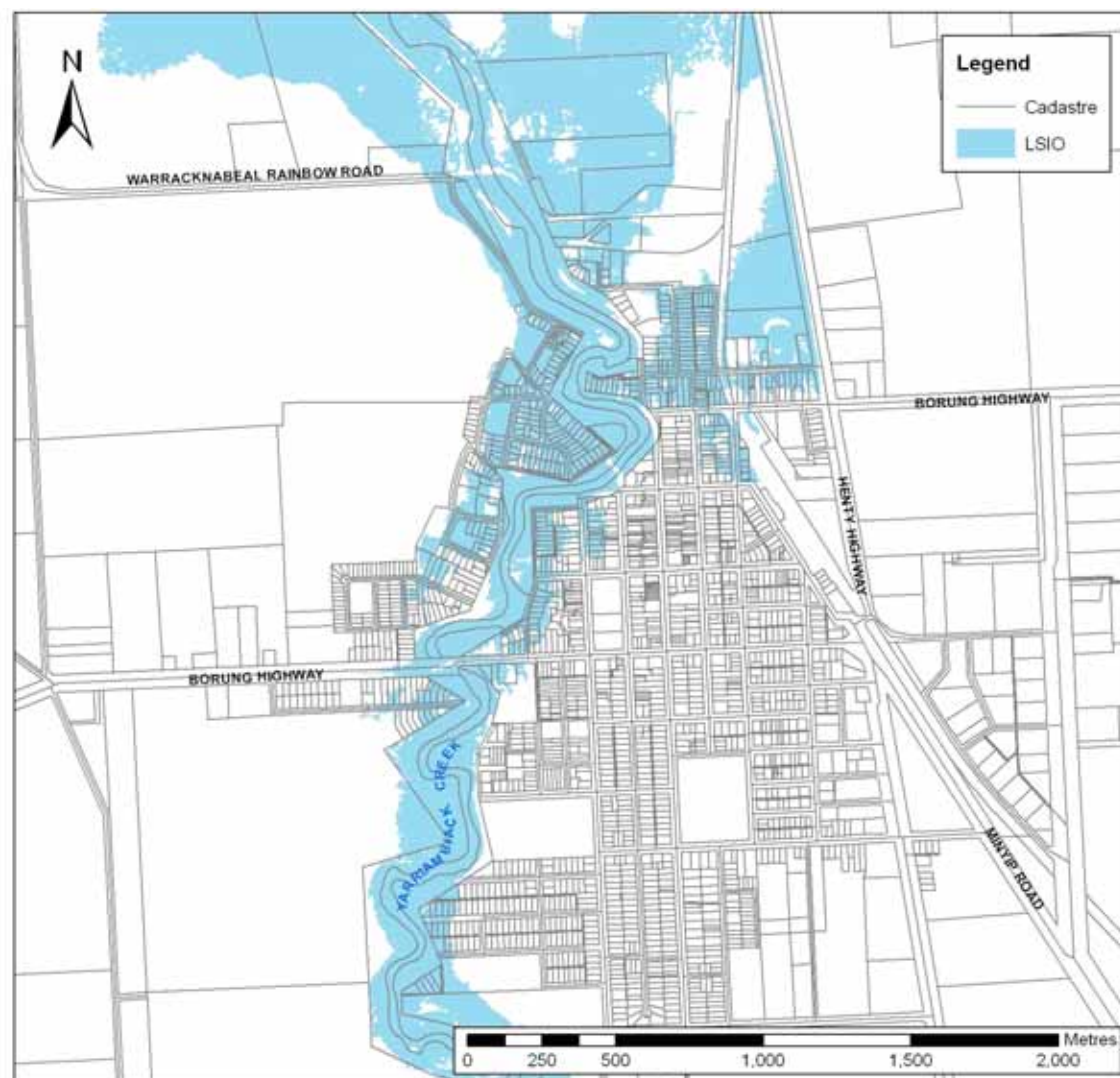 N
Legend
Cadastre
LSIO
WARRACKNABEAL RAINBOW ROAD
BORUNG HIGHWAY
HENTY HIGHWAY
BORUNG HIGHWAY
YARRIAMBIACK CREEK
MINYIP ROAD
Metres
0 250 500 1,000 1,500 2,000